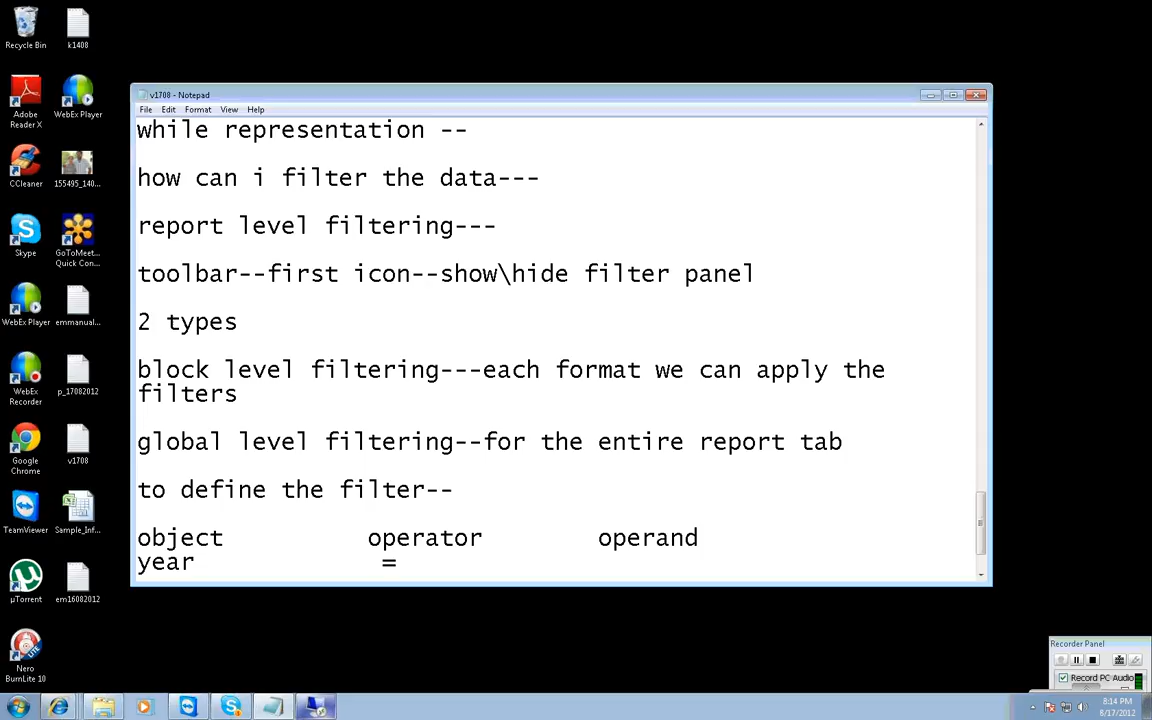 Recycle Bin
k1408
Adobe
Reader X
WebEx Player
CCleaner
155495_140...
Skype
GoToMeet...
Quick Con...
WebEx Player
emmanual...
WebEx
Recorder
p_17082012
Google
Chrome
v1708
TeamViewer
Sample_Inf...
µTorrent
em16082012
Nero
BurnLite 10
v1708 - Notepad
File Edit Format View Help
while representation --
how can i filter the data---
report level filtering---
toolbar--first icon--show\hide filter panel
2 types
block level filtering---each format we can apply the
filters
global level filtering--for the entire report tab
to define the filter--
object operator operand
year =
Recorder Panel
Record PC Audio
8:14 PM
8/17/2012